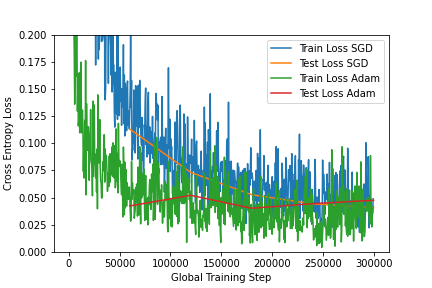 0.200
0.175
0.150
0.125
0.100
0.075
0.050
0.025
0.000
Cross Entropy Loss
Train Loss SGD
Test Loss SGD
Train Loss Adam
Test Loss Adam
0 50000 100000 150000 200000 250000 300000
Global Training Step